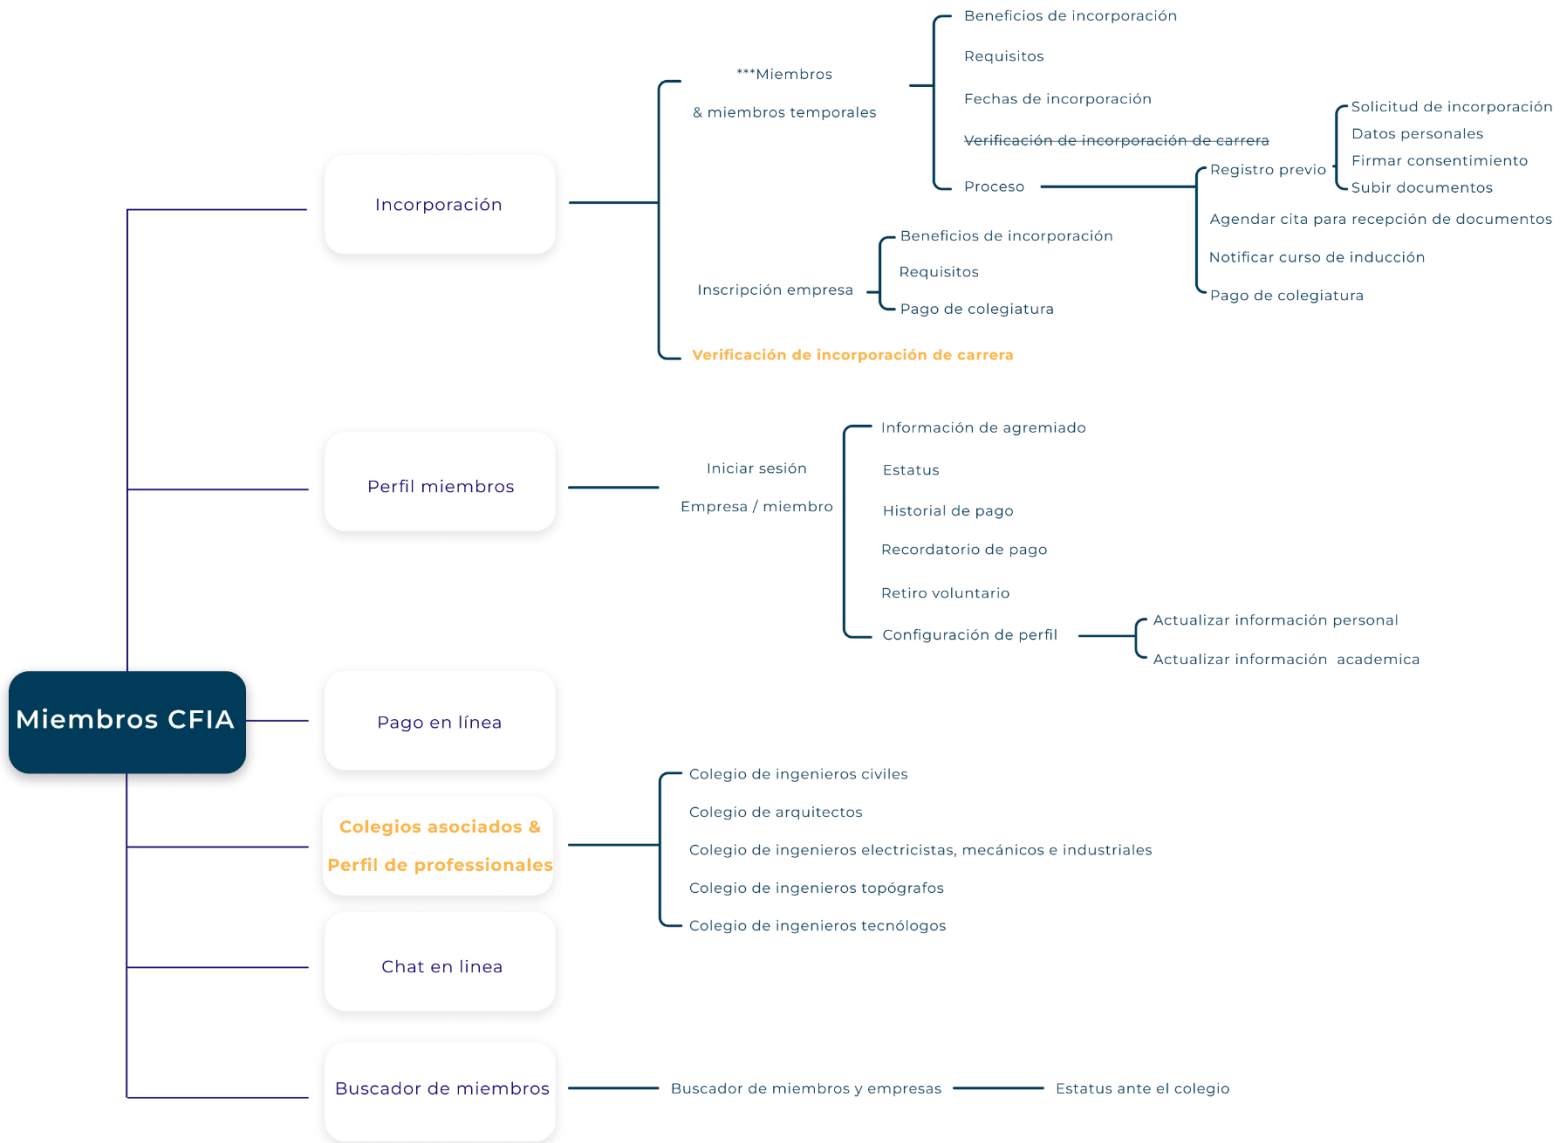 Miembros CFIA
Incorporación
***Miembros
& miembros temporales
Beneficios de incorporación
Requisitos
Fechas de incorporación
Verificación de incorporación de carrera
Proceso
Registro previo
Solicitud de incorporación
Datos personales
Firmar consentimiento
Subir documentos
Agendar cita para recepción de documentos
Notificar curso de inducción
Pago de colegiatura
Inscripción empresa
Beneficios de incorporación
Requisitos
Pago de colegiatura
Verificación de incorporación de carrera
Perfil miembros
Iniciar sesión
Empresa / miembro
Información de agremiado
Estatus
Historial de pago
Recordatorio de pago
Retiro voluntario
Configuración de perfil
Actualizar información personal
Actualizar información academica
Pago en línea
Colegios asociados &
Perfil de professionales
Colegio de ingenieros civiles
Colegio de arquitectos
Colegio de ingenieros electricistas, mecánicos e industriales
Colegio de ingenieros topógrafos
Colegio de ingenieros tecnólogos
Chat en linea
Buscador de miembros
Buscador de miembros y empresas
Estatus ante el colegio